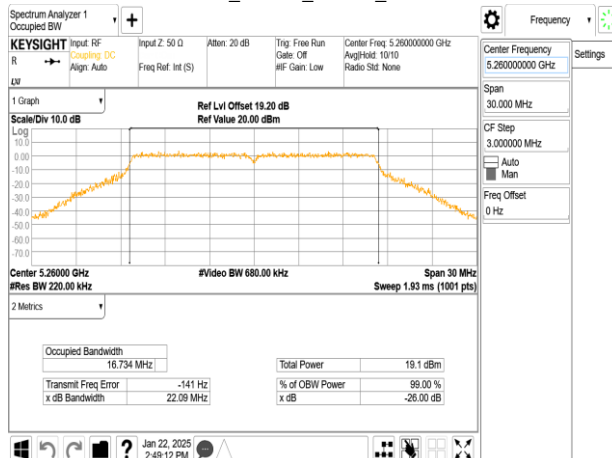 Spectrum Analyzer 1
Occupied BW
KEYSIGHT
R
Input: RF
Coupling: DC
Align: Auto
Input Z: 50 Ω
Freq Ref: Int (S)
Atten: 20 dB
Trig: Free Run
Gate: Off
#IF Gain: Low
Center Freq: 5.260000000 GHz
Avg|Hold: 10/10
Radio Std: None
1 Graph
Scale/Div 10.0 dB
Ref Lvl Offset 19.20 dB
Ref Value 20.00 dBm
Log
10.0
0.00
-10.0
-20.0
-30.0
-40.0
-50.0
-60.0
-70.0
Center 5.26000 GHz
#Res BW 220.00 kHz
#Video BW 680.00 kHz
Span 30 MHz
Sweep 1.93 ms (1001 pts)
2 Metrics
Occupied Bandwidth
16.734 MHz
Transmit Freq Error -141 Hz
x dB Bandwidth 22.09 MHz
Total Power 19.1 dBm
% of OBW Power 99.00 %
x dB -26.00 dB
?
Jan 22, 2025
2:49:12 PM
Frequency
Settings
Center Frequency
5.260000000 GHz
Span
30.000 MHz
CF Step
3.000000 MHz
Auto
Man
Freq Offset
0 Hz